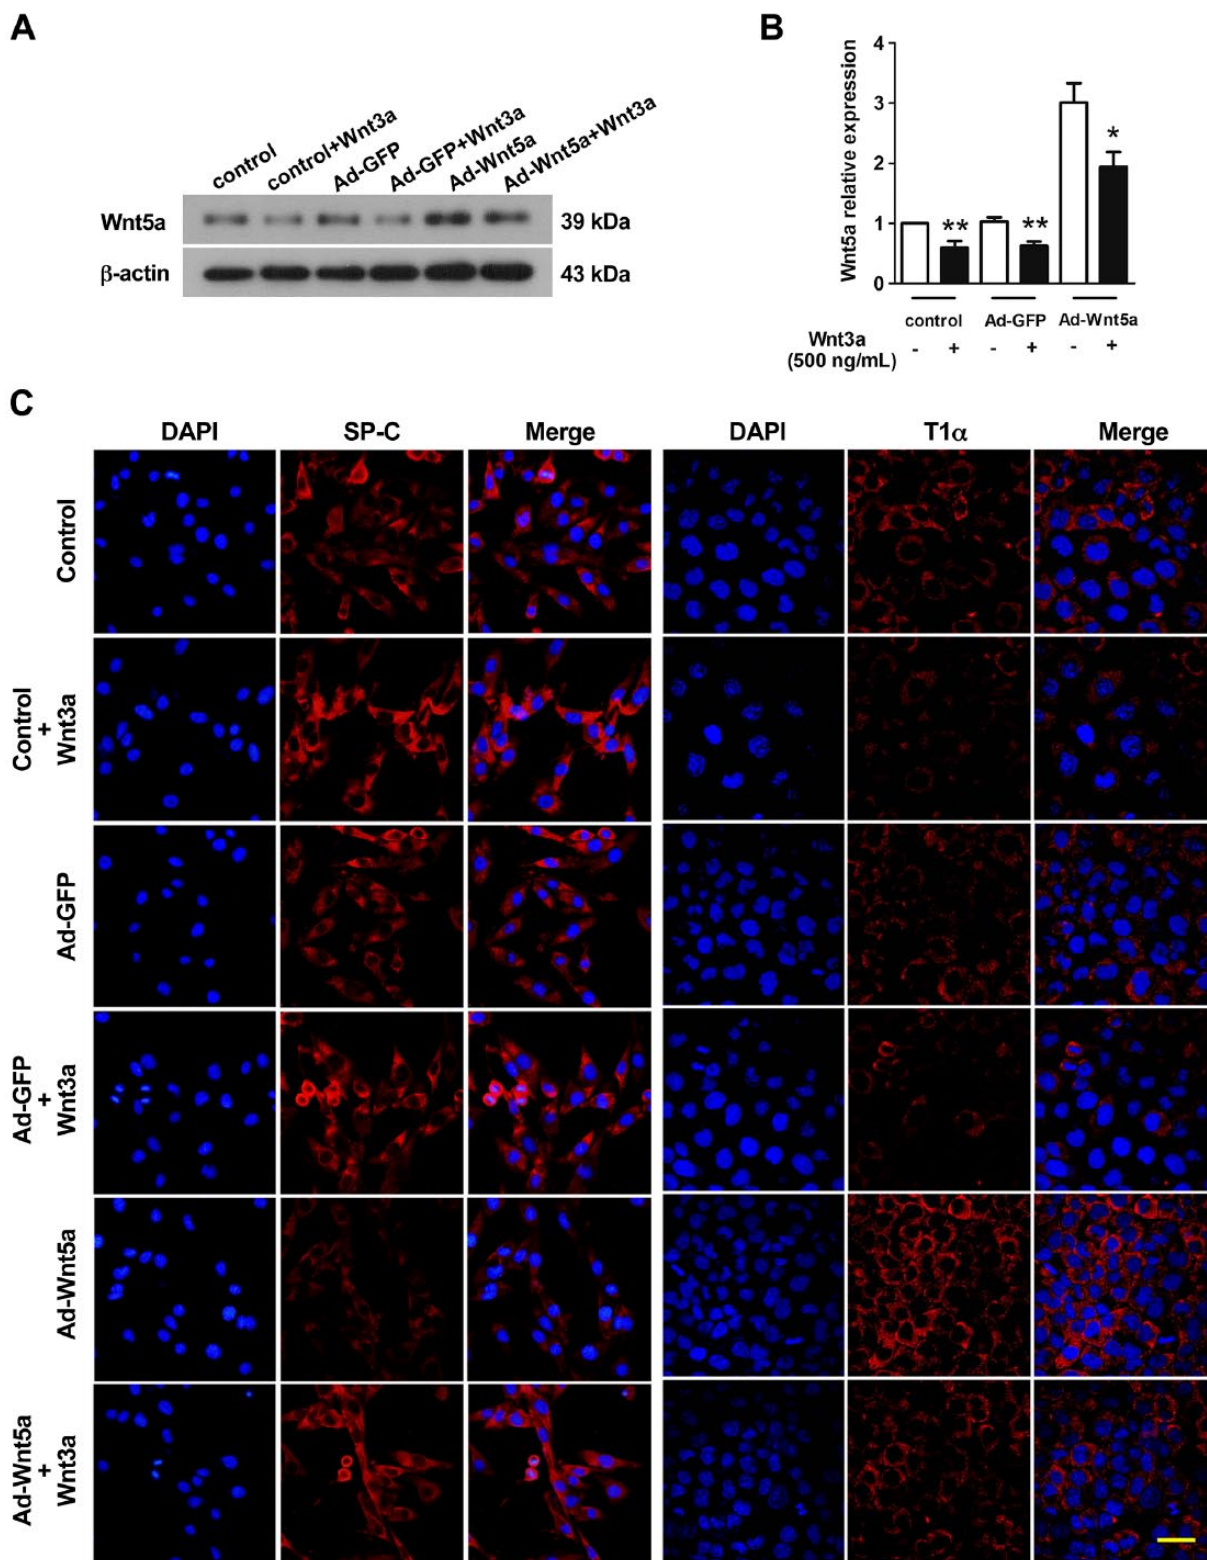 A
control
control+Wnt3a
Ad-GFP
Ad-GFP+Wnt3a
Ad-Wnt5a
Ad-Wnt5a+Wnt3a
Wnt5a
39 kDa
β-actin
43 kDa
B
Wnt5a relative expression
4
3
2
1
0
** ** *
control Ad-GFP Ad-Wnt5a
Wnt3a
(500 ng/mL)
- + - + - +
C
DAPI SP-C Merge DAPI T1α Merge
Control
Control
+
Wnt3a
Ad-GFP
Ad-GFP
+
Wnt3a
Ad-Wnt5a
Ad-Wnt5a
+
Wnt3a